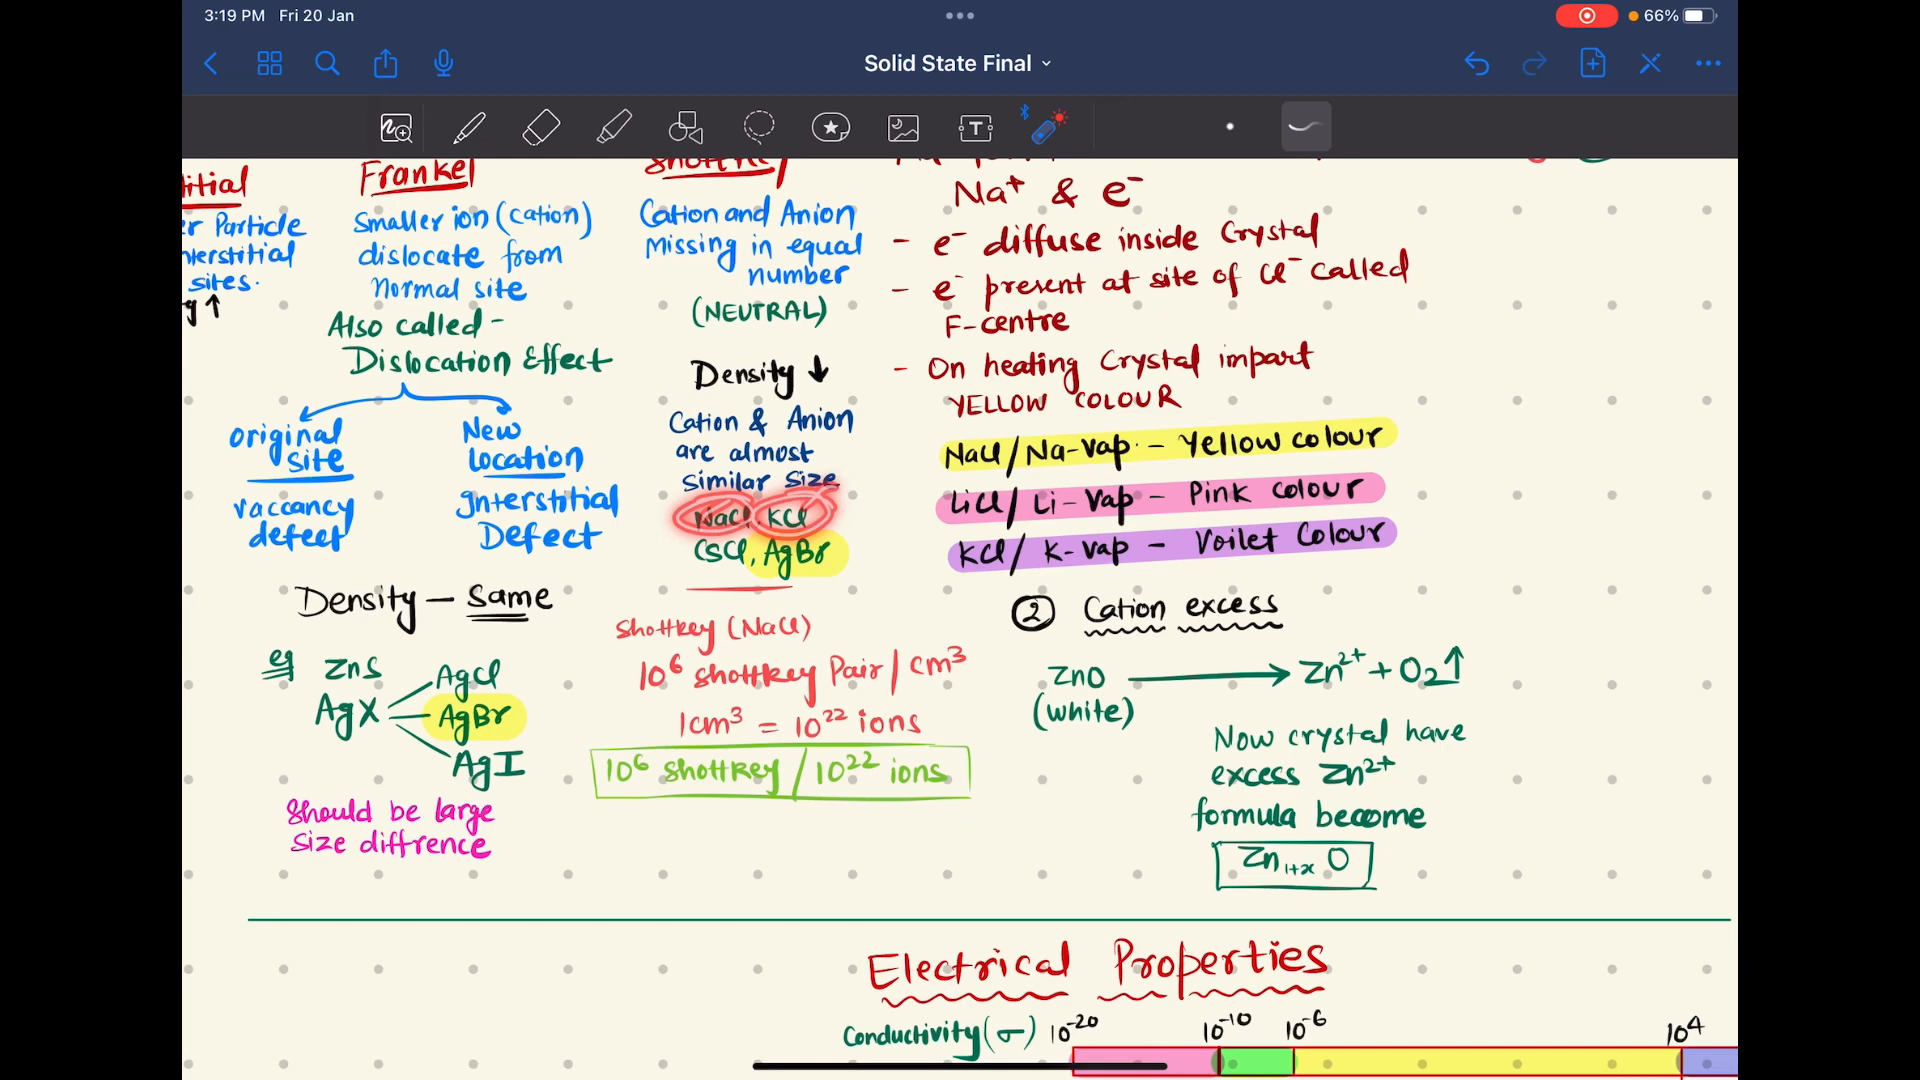 3:19 PM Fri 20 Jan
66%
Solid State Final
T
titial
er Particle
nterstitial
sites.
g↑
Frankel
Smaller ion (Cation)
dislocate from
Normal site
Also called -
Dislocation Effect
Original
site
Vaccancy
defect
New
location
Interstitial
Defect
Density - Same
eg ZnS
AgX
AgCl
AgBr
AgI
Should be large
Size diffrence
Shottkey
Cation and Anion
Missing in equal
number
(NEUTRAL)
Density ↓
Cation & Anion
are almost
similar Size
NaCl, KCl
CsCl, AgBr
Shottkey (NaCl)
10⁶ Shottkey Pair / cm³
1cm³ = 10²² ions
10⁶ Shottkey / 10²² ions
Na⁺ & e⁻
- e⁻ diffuse inside Crystal
- e⁻ present at site of Cl⁻ called
F-centre
- On heating Crystal impart
YELLOW COLOUR
NaCl / Na-Vap - Yellow colour
LiCl / Li-Vap - Pink colour
KCl / K-Vap - Voilet Colour
② Cation excess
ZnO → Zn²⁺ + O₂↑
(white)
Now crystal have
excess Zn²⁺
formula become
Zn₁₊ₓ O
Electrical Properties
Conductivity (σ) 10⁻²⁰ 10⁻¹⁰ 10⁻⁶ 10⁴